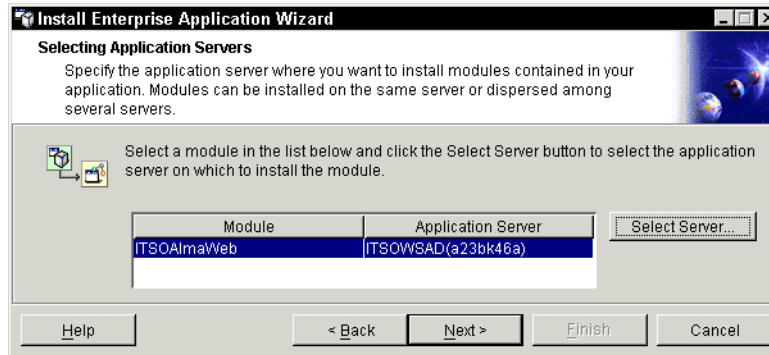 Install Enterprise Application Wizard
Selecting Application Servers
Specify the application server where you want to install modules contained in your
application. Modules can be installed on the same server or dispersed among
several servers.
Select a module in the list below and click the Select Server button to select the application
server on which to install the module.
Module Application Server Select Server...
ITSOAlmaWeb ITSOWSAD(a23bk46a)
Help < Back Next > Finish Cancel